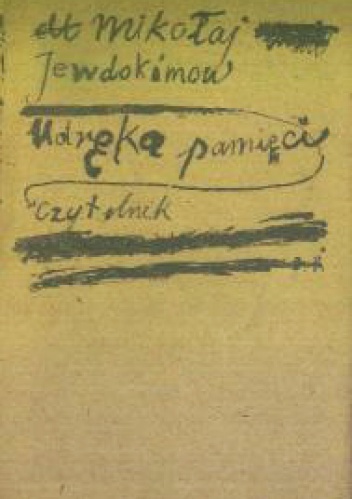 Mikołaj
Jewdokimow
Udręka pamięci
Czytelnik